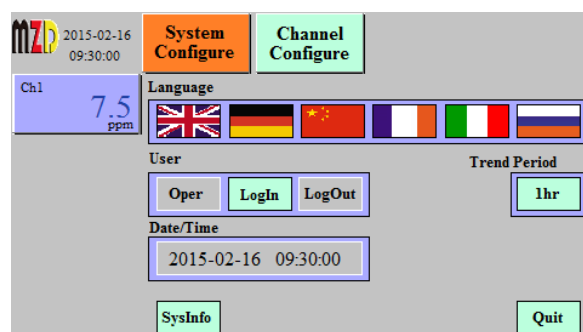 MZD
2015-02-16
09:30:00
System
Configure
Channel
Configure
Ch1
7.5
ppm
Language
User
Trend Period
Oper
LogIn
LogOut
1hr
Date/Time
2015-02-16 09:30:00
SysInfo
Quit